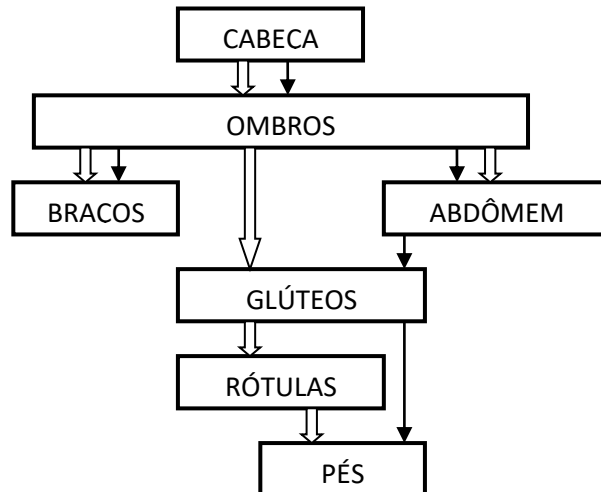 CABECA
OMBROS
BRACOS
ABDÔMEM
GLÚTEOS
RÓTULAS
PÉS